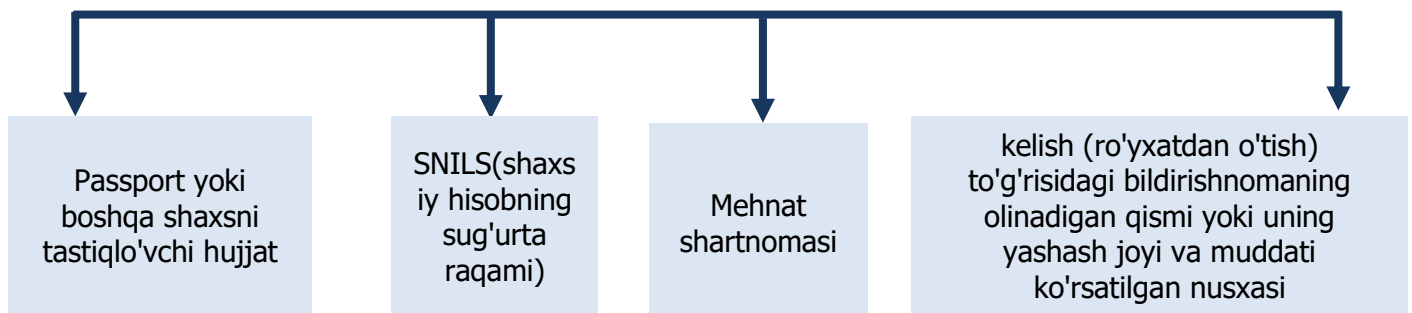 Passport yoki
boshqa shaxsni
tastiqlo'vchi hujjat
SNILS(shaxs
iy hisobning
sug'urta
raqami)
Mehnat
shartnomasi
kelish (ro'yxatdan o'tish)
to'g'risidagi bildirishnomaning
olinadigan qismi yoki uning
yashash joyi va muddati
ko'rsatilgan nusxasi